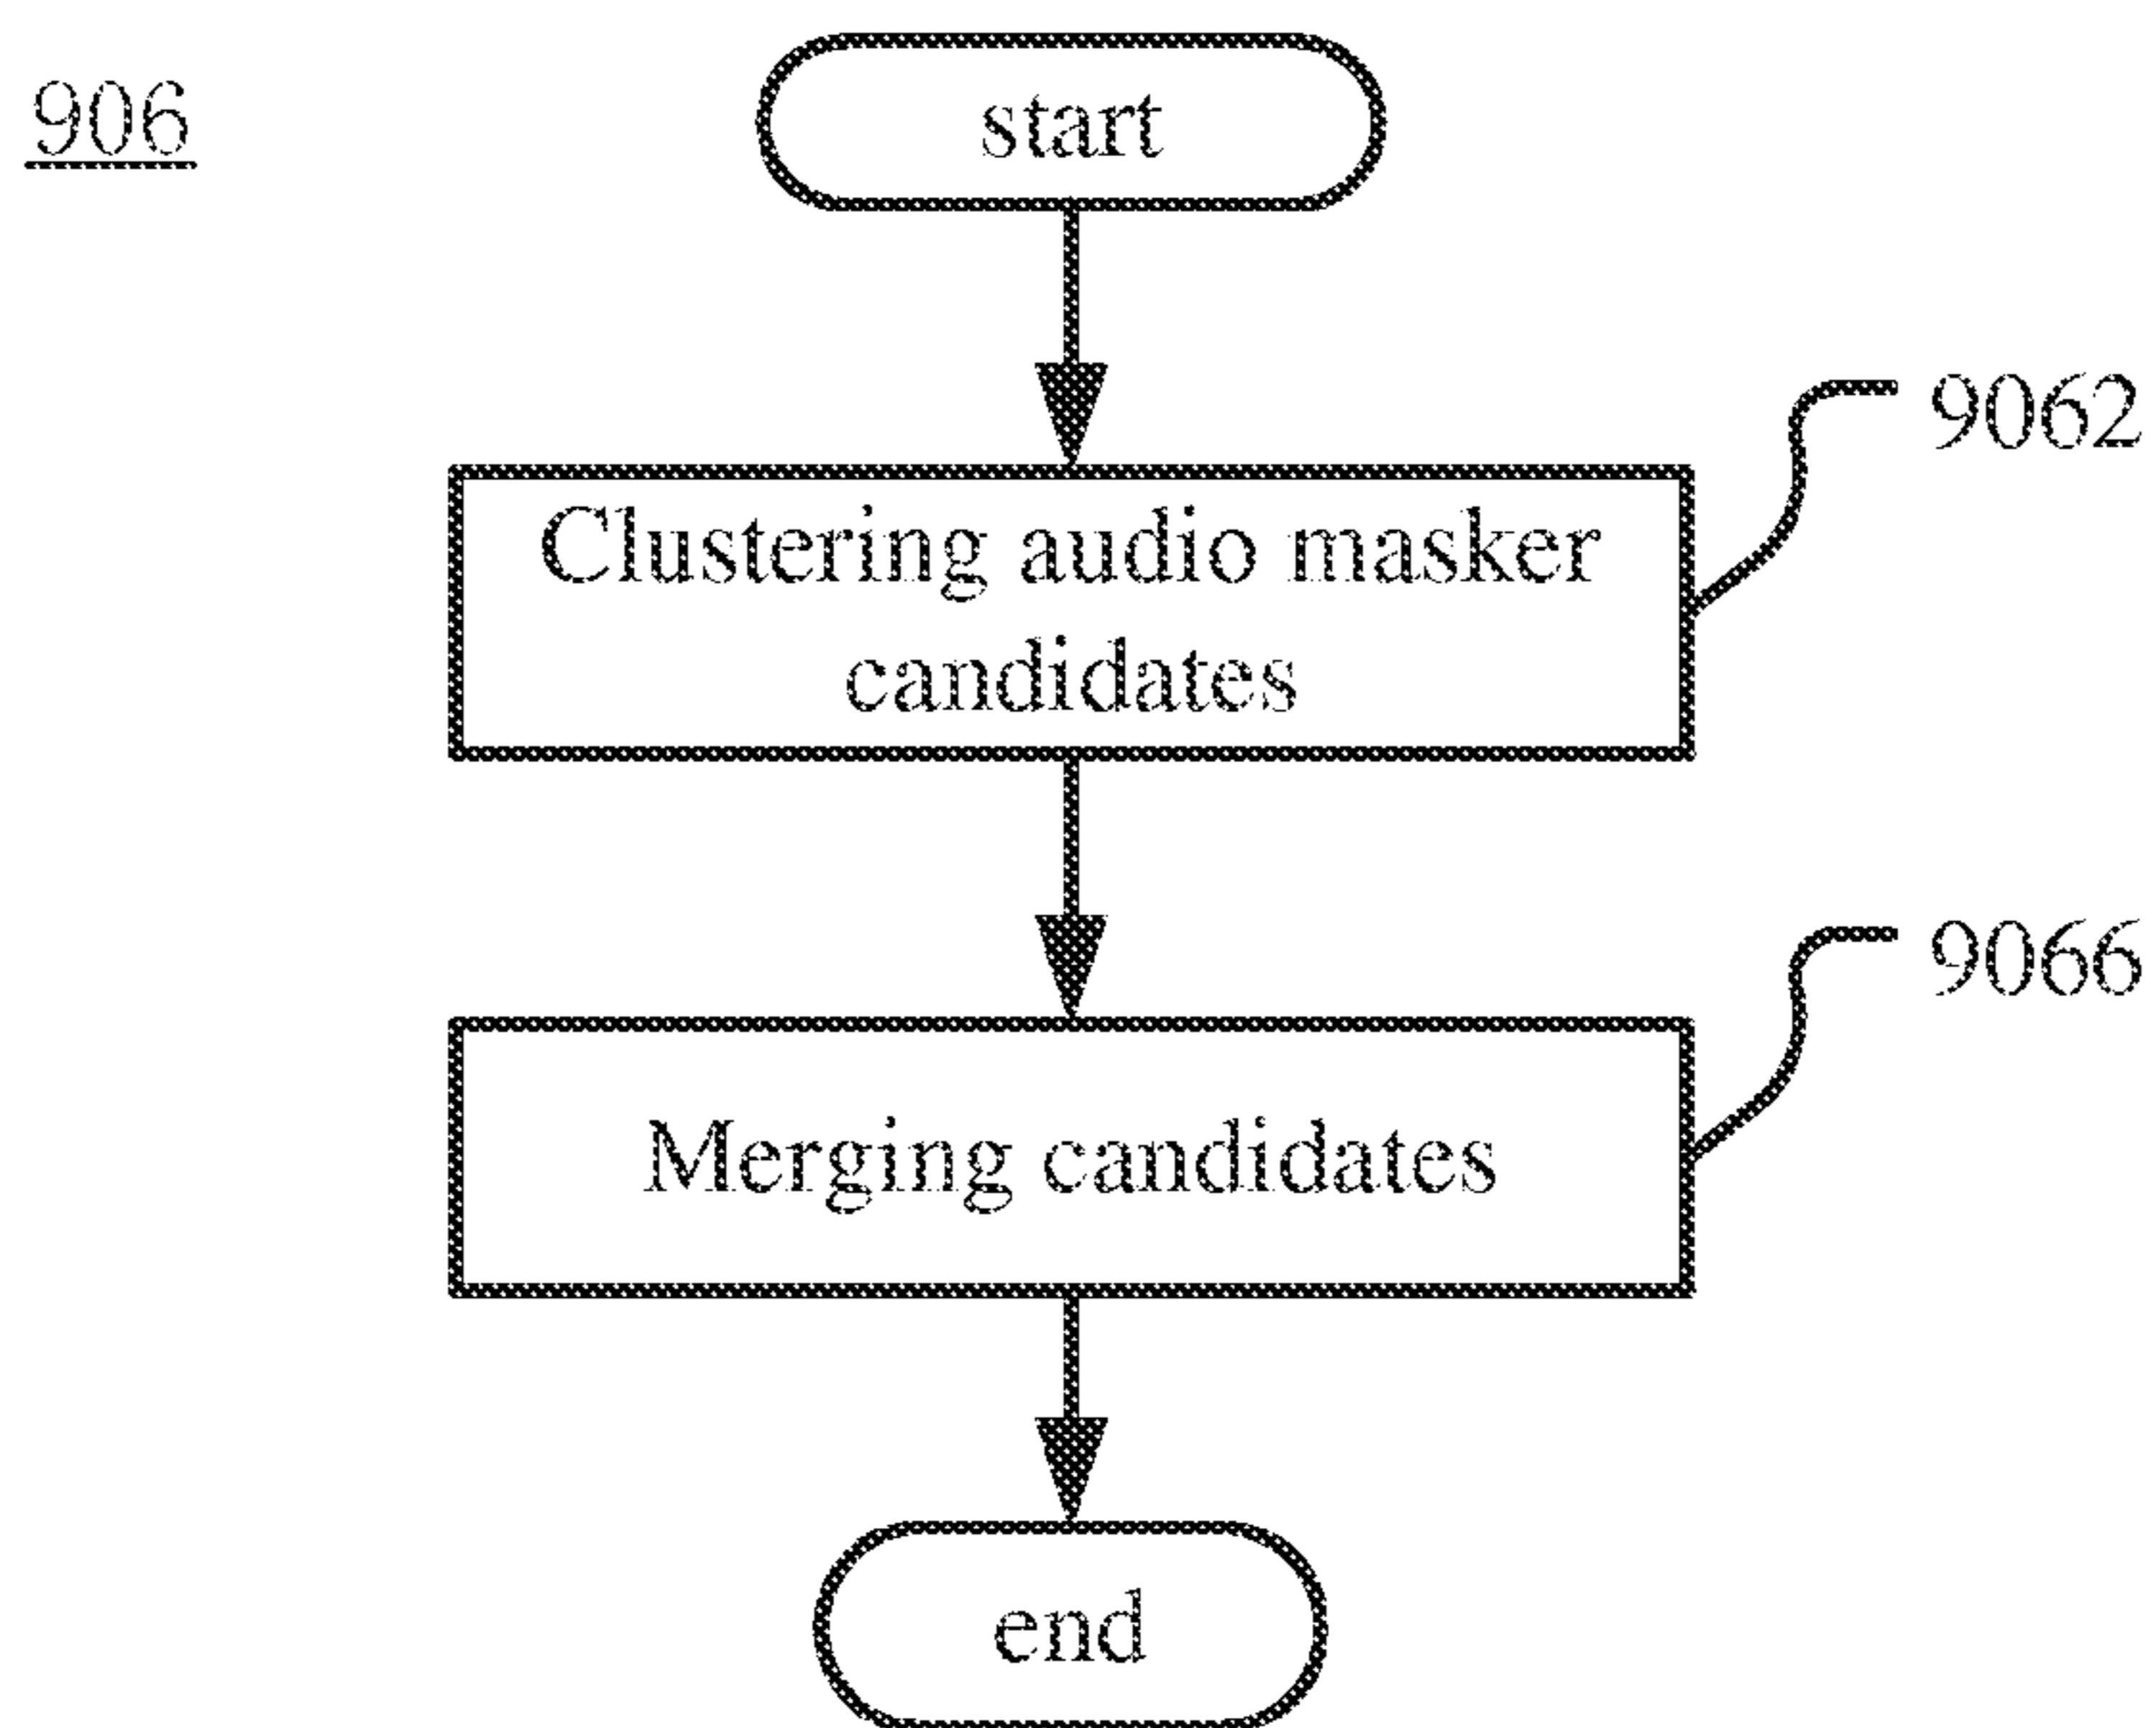 906
start
9062
Clustering audio masker
candidates
9066
Merging candidates
end